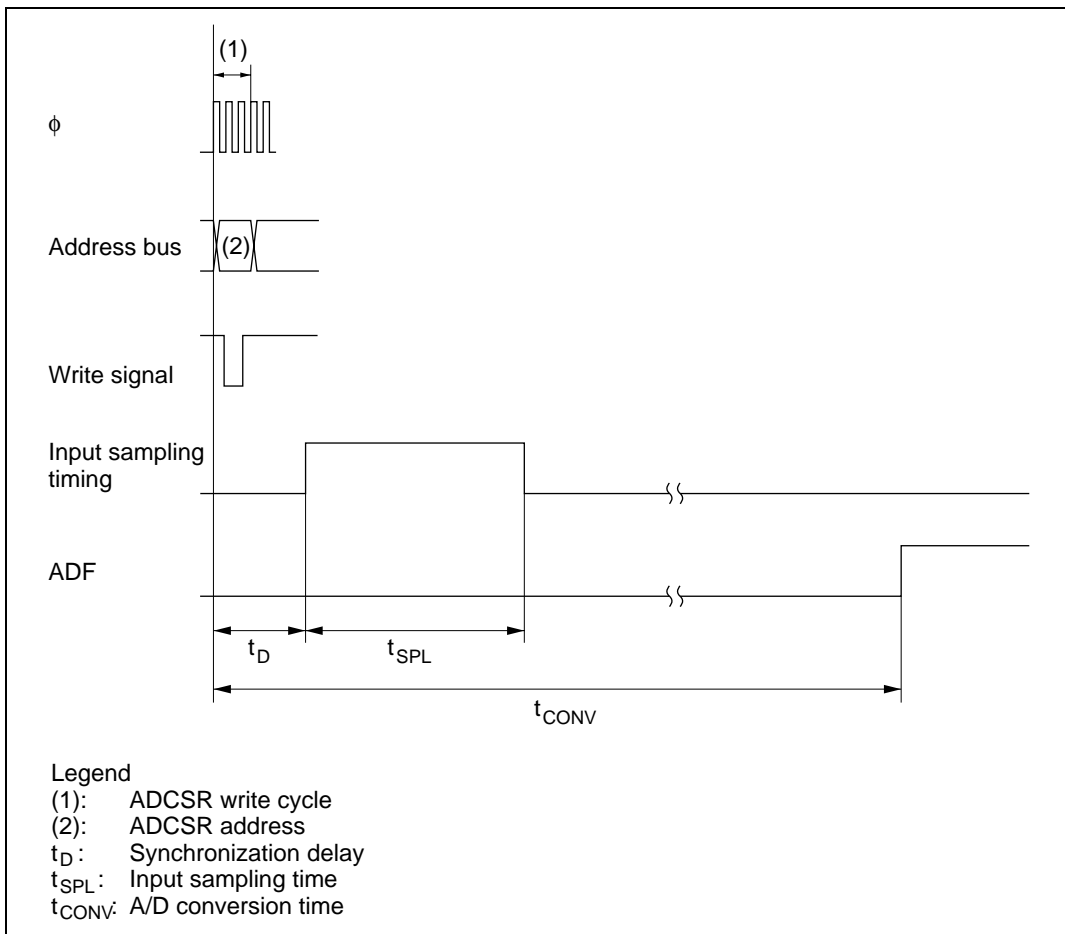 (1)
ϕ
Address bus
(2)
Write signal
Input sampling
timing
ADF
tD
tSPL
tCONV
Legend
(1): ADCSR write cycle
(2): ADCSR address
tD : Synchronization delay
tSPL : Input sampling time
tCONV: A/D conversion time